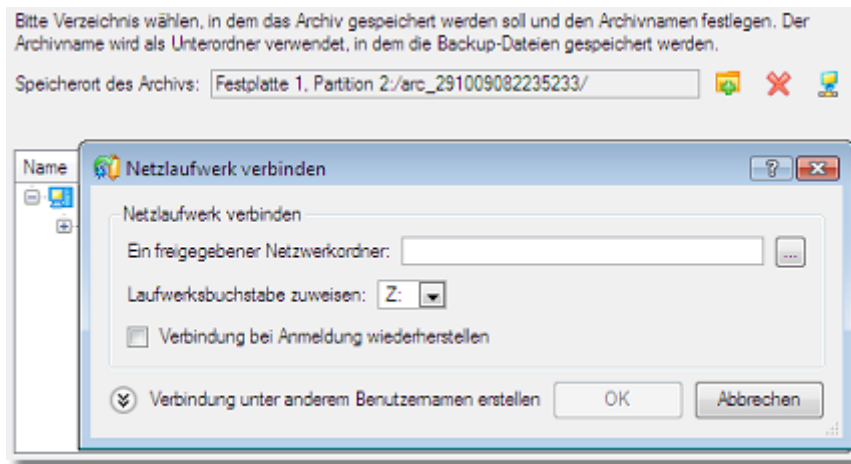 Bitte Verzeichnis wählen, in dem das Archiv gespeichert werden soll und den Archivnamen festlegen. Der
Archivname wird als Unterordner verwendet, in dem die Backup-Dateien gespeichert werden.
Speicherort des Archivs: Festplatte 1, Partition 2:/arc_291009082235233/
Name
Netzlaufwerk verbinden
Netzlaufwerk verbinden
Ein freigegebener Netzwerkordner: ...
Laufwerksbuchstabe zuweisen: Z:
Verbindung bei Anmeldung wiederherstellen
Verbindung unter anderem Benutzernamen erstellen OK Abbrechen